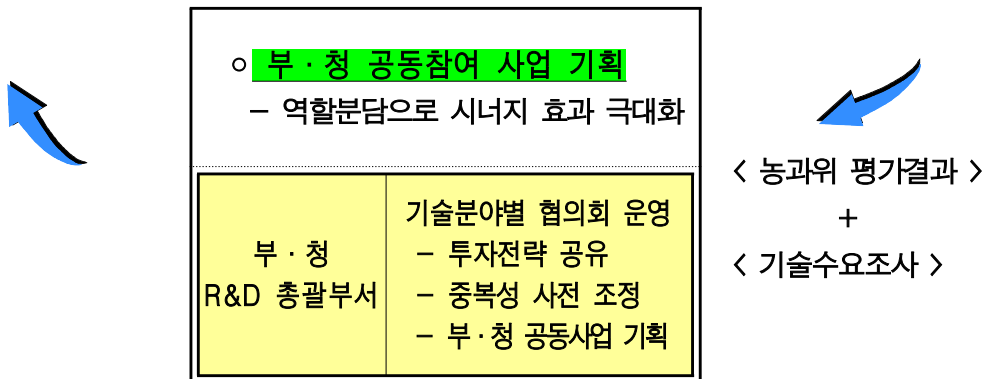 ○ 부·청 공동참여 사업 기획
- 역할분담으로 시너지 효과 극대화
부·청
R&D 총괄부서
기술분야별 협의회 운영
- 투자전략 공유
- 중복성 사전 조정
- 부·청 공동사업 기획
< 농과위 평가결과 >
+
< 기술수요조사 >